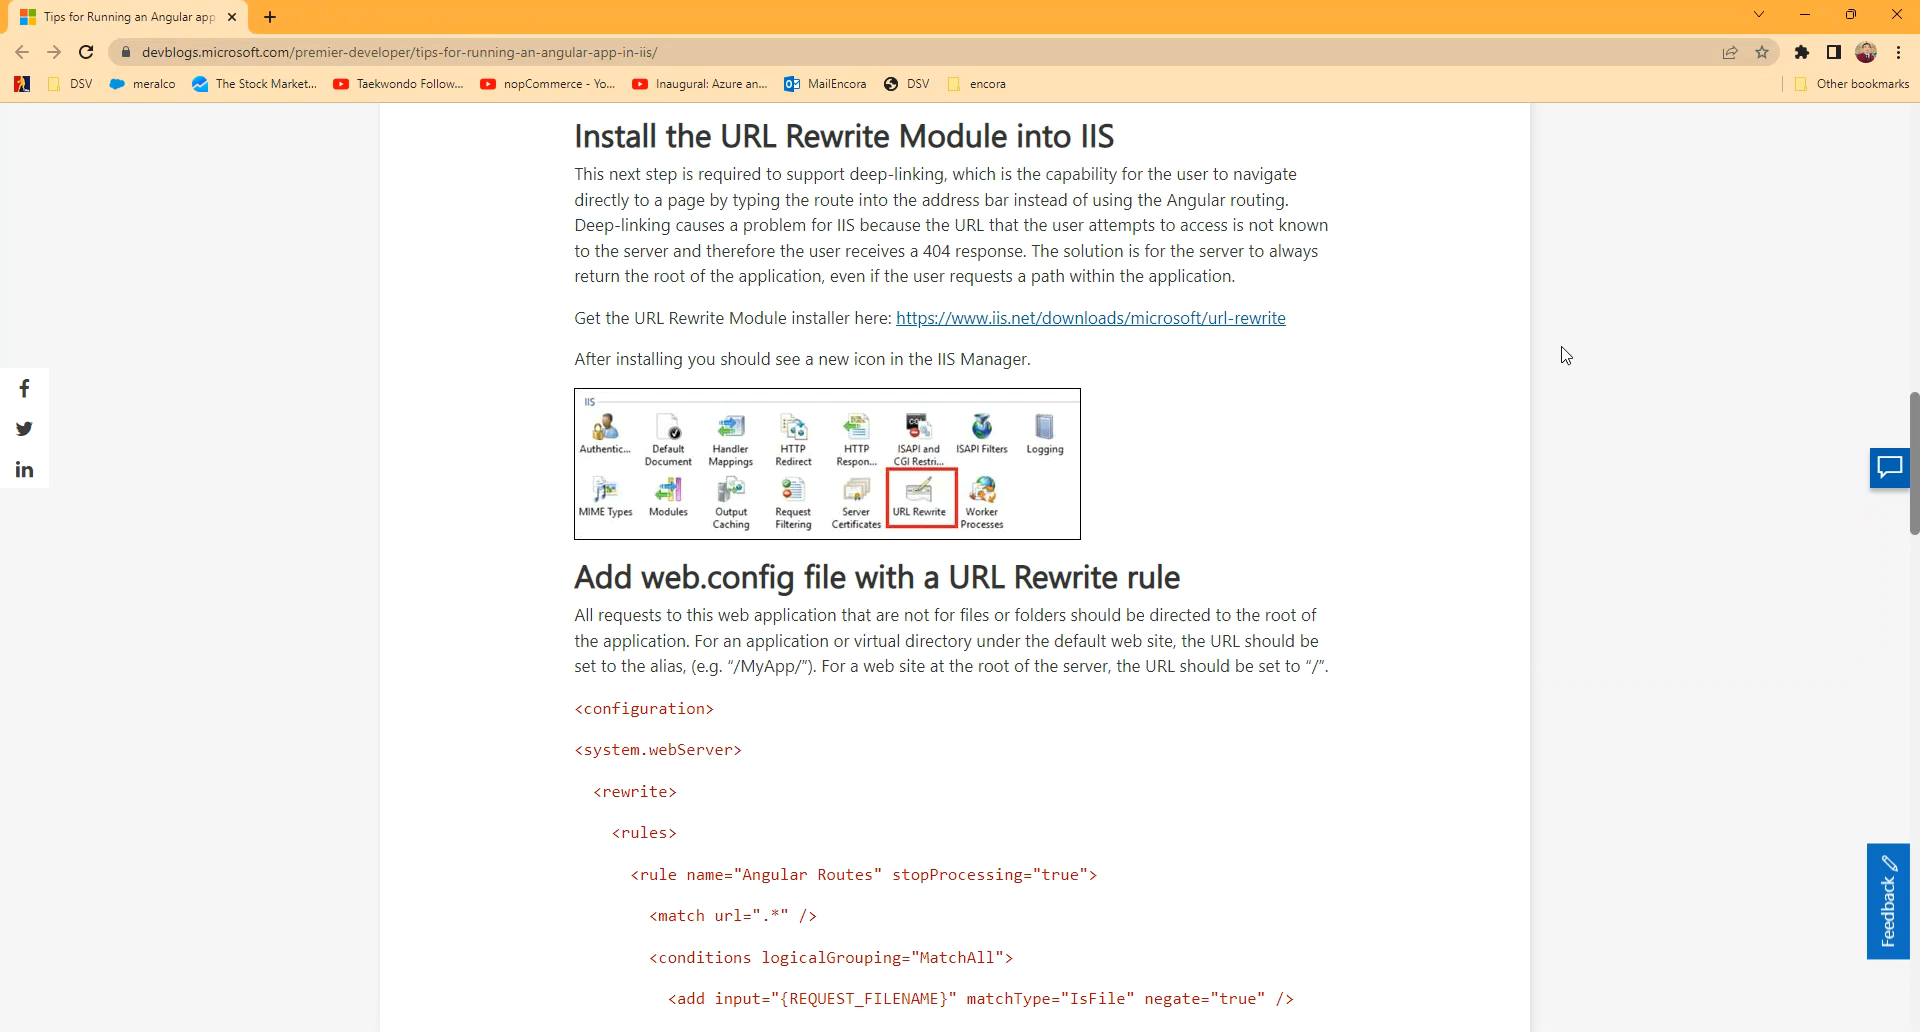 Tips for Running an Angular app
devblogs.microsoft.com/premier-developer/tips-for-running-an-angular-app-in-iis/
DSV meralco The Stock Market... Taekwondo Follow... nopCommerce - Yo... Inaugural: Azure an... MailEncora DSV encora Other bookmarks
Install the URL Rewrite Module into IIS
This next step is required to support deep-linking, which is the capability for the user to navigate
directly to a page by typing the route into the address bar instead of using the Angular routing.
Deep-linking causes a problem for IIS because the URL that the user attempts to access is not known
to the server and therefore the user receives a 404 response. The solution is for the server to always
return the root of the application, even if the user requests a path within the application.
Get the URL Rewrite Module installer here: https://www.iis.net/downloads/microsoft/url-rewrite
After installing you should see a new icon in the IIS Manager.
IIS
Authentic... Default Handler HTTP HTTP ISAPI and ISAPI Filters Logging
Document Mappings Redirect Respon... CGI Restri...
MIME Types Modules Output Request Server URL Rewrite Worker
Caching Filtering Certificates Processes
Add web.config file with a URL Rewrite rule
All requests to this web application that are not for files or folders should be directed to the root of
the application. For an application or virtual directory under the default web site, the URL should be
set to the alias, (e.g. “/MyApp/”). For a web site at the root of the server, the URL should be set to “/”.
<configuration>
<system.webServer>
<rewrite>
<rules>
<rule name="Angular Routes" stopProcessing="true">
<match url=".*" />
<conditions logicalGrouping="MatchAll">
<add input="{REQUEST_FILENAME}" matchType="IsFile" negate="true" />
Feedback